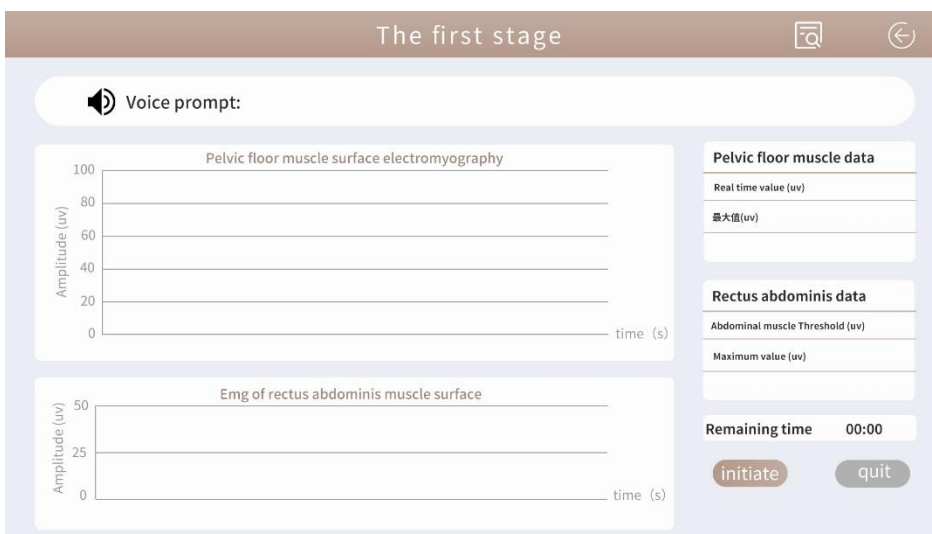 The first stage
Voice prompt:
Pelvic floor muscle surface electromyography
Amplitude (uv)
100
80
60
40
20
0
time（s）
Emg of rectus abdominis muscle surface
Amplitude (uv)
50
25
0
time（s）
Pelvic floor muscle data
Real time value (uv)
最大值(uv)
Rectus abdominis data
Abdominal muscle Threshold (uv)
Maximum value (uv)
Remaining time 00:00
initiate
quit